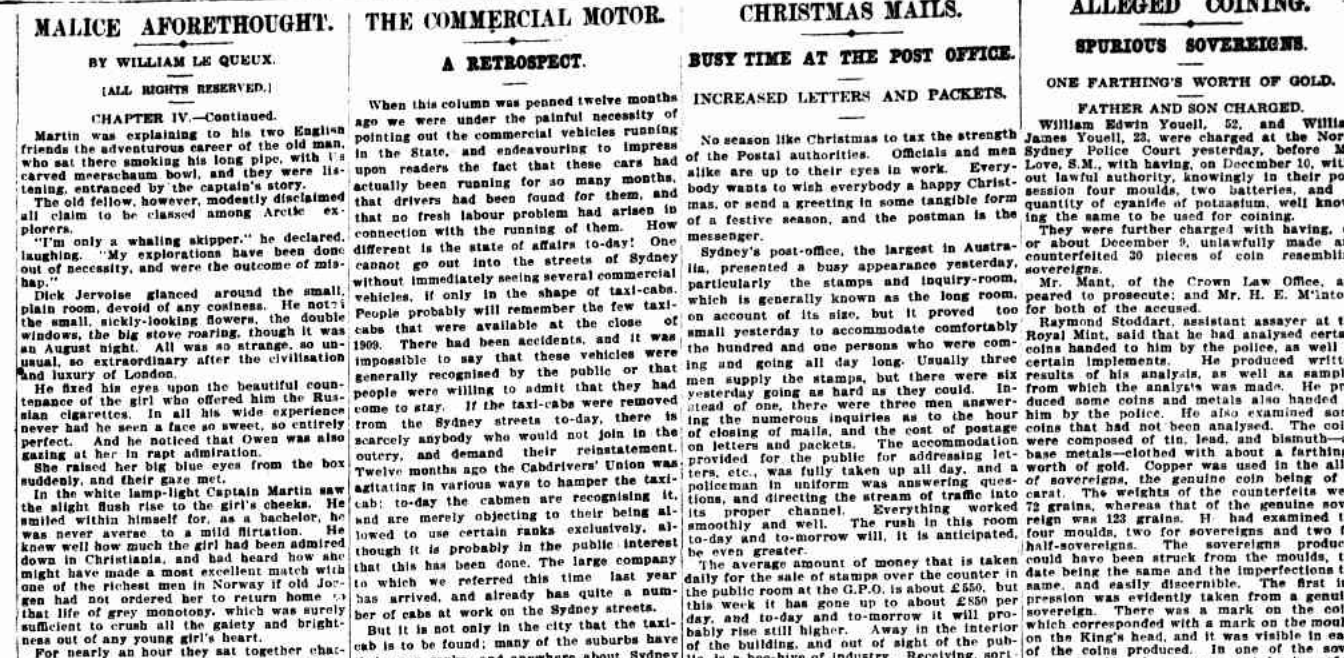 MALICE AFORETHOUGHT.
BY WILLIAM LE QUEUX.
[ALL RIGHTS RESERVED.]
CHAPTER IV.—Continued.
Martin was explaining to his two English
friends the adventurous career of the old man,
who sat there smoking his long pipe, with
carved meerschaum bowl, and they were lis-
tening, entranced by the captain's story.
The old fellow, however, modestly disclaimed
all claim to be classed among Arctic ex-
plorers.
"I'm only a whaling skipper." he declared,
laughing. "My explorations have been done
out of necessity, and were the outcome of mis-
hap."
Dick Jervoise glanced around the small,
plain room, devoid of any cosiness. He
the small, sickly-looking flowers, the double
windows, the big stove roaring, though it was
an August night. All was so strange, so un-
usual, so extraordinary after the civilisation
and luxury of London.
He fixed his eyes upon the beautiful coun-
tenance of the girl who offered him the Rus-
sian cigarettes. In all his wide experience
never had he seen a face so sweet, so entirely
perfect. And he noticed that Owen was also
gazing at her in rapt admiration.
She raised her big blue eyes from the box
suddenly, and their gaze met.
In the white lamp-light Captain Martin saw
the slight flush rise to the girl's cheeks. He
smiled within himself for, as a bachelor, he
was never averse to a mild flirtation. He
knew well how much the girl had been admired
down in Christiania, and had heard how she
might have made a most excellent match with
one of the richest men in Norway if old Jor-
gen had not ordered her to return home
that life of grey monotony, which was surely
sufficient to crush all the gaiety and bright-
ness out of any young girl's heart.
For nearly an hour they sat together chat-
THE COMMERCIAL MOTOR.
A RETROSPECT.
When this column was penned twelve months
ago we were under the painful necessity of
pointing out the commercial vehicles running
in the State, and endeavouring to impress
upon readers the fact that these cars had
actually been running for so many months,
that drivers had been found for them, and
that no fresh labour problem had arisen in
connection with the running of them. How
different is the state of affairs to-day! One
cannot go out into the streets of Sydney
without immediately seeing several commercial
vehicles, if only in the shape of taxi-cabs.
People probably will remember the few taxi-
cabs that were available at the close of
1909. There had been accidents, and it was
impossible to say that these vehicles were
generally recognised by the public or that
people were willing to admit that they had
come to stay. If the taxi-cabs were removed
from the Sydney streets to-day, there is
scarcely anybody who would not join in the
outcry, and demand their reinstatement.
Twelve months ago the Cabdrivers' Union was
agitating in various ways to hamper the taxi-
cab; to-day the cabmen are recognising it,
and are merely objecting to their being al-
lowed to use certain ranks exclusively, al-
though it is probably in the public interest
that this has been done. The large company
to which we referred this time last year
has arrived, and already has quite a num-
ber of cabs at work on the Sydney streets.
But it is not only in the city that the taxi-
cab is to be found; many of the suburbs have
anywhere about Sydney
CHRISTMAS MAILS.
BUSY TIME AT THE POST OFFICE.
INCREASED LETTERS AND PACKETS.
No season like Christmas to tax the strength
of the Postal authorities. Officials and men
alike are up to their eyes in work. Every-
body wants to wish everybody a happy Christ-
mas, or send a greeting in some tangible form
of a festive season, and the postman is the
messenger.
Sydney's post-office, the largest in Austra-
lia, presented a busy appearance yesterday,
particularly the stamps and inquiry-room,
which is generally known as the long room,
on account of its size, but it proved too
small yesterday to accommodate comfortably
the hundred and one persons who were com-
ing and going all day long. Usually three
men supply the stamps, but there were six
yesterday going as hard as they could. In-
stead of one, there were three men answer-
ing the numerous inquiries as to the hour
of closing of mails, and the cost of postage
on letters and packets. The accommodation
provided for the public for addressing let-
ters, etc., was fully taken up all day, and a
policeman in uniform was answering ques-
tions, and directing the stream of traffic into
its proper channel. Everything worked
smoothly and well. The rush in this room
to-day and to-morrow will, it is anticipated,
be even greater.
The average amount of money that is taken
daily for the sale of stamps over the counter in
the public room at the G.P.O. is about £550, but
this week it has gone up to about £850 per
day, and to-day and to-morrow it will pro-
bably rise still higher. Away in the interior
of the building, and out of sight of the pub-
lic is a bee-hive of industry. Receiving, sort-
ALLEGED COINING.
SPURIOUS SOVEREIGNS.
ONE FARTHING'S WORTH OF GOLD.
FATHER AND SON CHARGED.
William Edwin Youell, 52, and Willia
James Youell, 23, were charged at the Nor
Sydney Police Court yesterday, before M
Love, S.M., with having, on December 10, wit
out lawful authority, knowingly in their po
session four moulds, two batteries, and
quantity of cyanide of potassium, well kno
ing the same to be used for coining.
They were further charged with having,
or about December 9, unlawfully made a
counterfeited 30 pieces of coin resembli
sovereigns.
Mr. Mant, of the Crown Law Office, a
peared to prosecute; and Mr. H. E. M'Into
for both of the accused.
Raymond Stoddart, assistant assayer at t
Royal Mint, said that he had analysed cert
coins handed to him by the police, as well
certain implements. He produced writt
results of his analysis, as well as sampl
from which the analysis was made. He p
duced some coins and metals also handed
him by the police. He also examined so
coins that had not been analysed. The coi
were composed of tin, lead, and bismuth—
base metals—clothed with about a farthin
worth of gold. Copper was used in the al
of sovereigns, the genuine coin being of
carat. The weights of the counterfeits we
72 grains, whereas that of the genuine sov
reign was 123 grains. H had examined t
four moulds, two for sovereigns and two f
half-sovereigns. The sovereigns produc
could have been struck from the moulds, t
date being the same and the imperfections t
same, and easily discernible. The first i
pression was evidently taken from a genui
sovereign. There was a mark on the coi
which corresponded with a mark on the moul
on the King's head, and it was visible in ea
of the coins produced. In one of the so